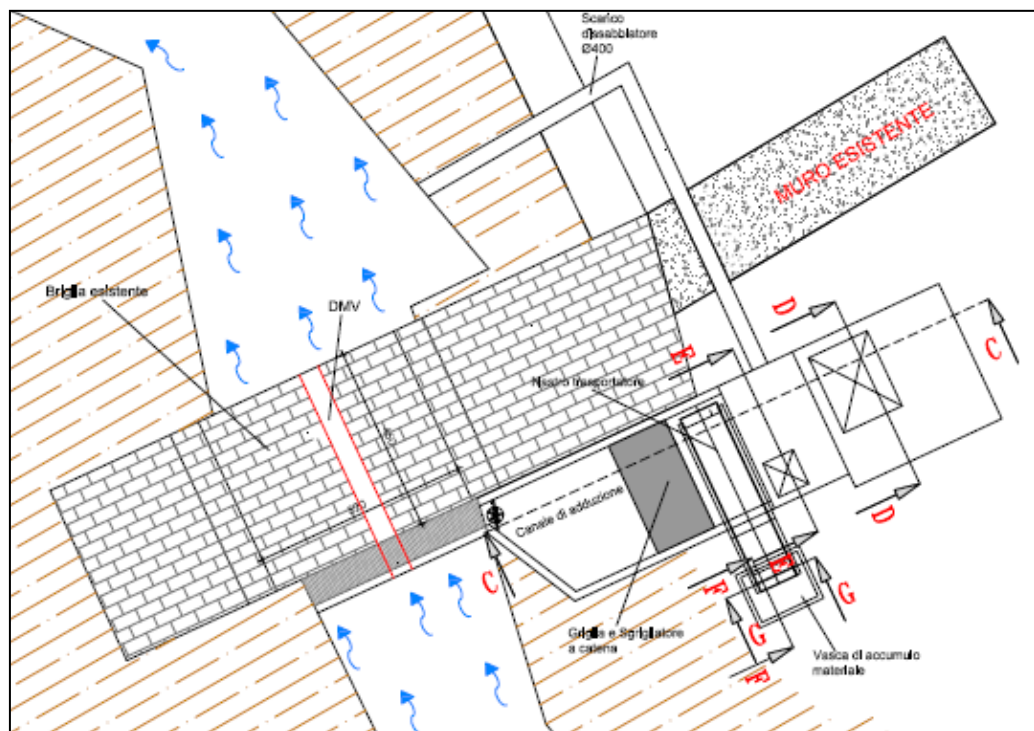 Scarico
dissabbiatore
Ø400
MURO ESISTENTE
Briglia esistente
DMV
D
C
E
Nastro trasportatore
Canale di adduzione
D
C
E
F
G
G
F
Griglia e Sgrigliatore
a catena
Vasca di accumulo
materiale